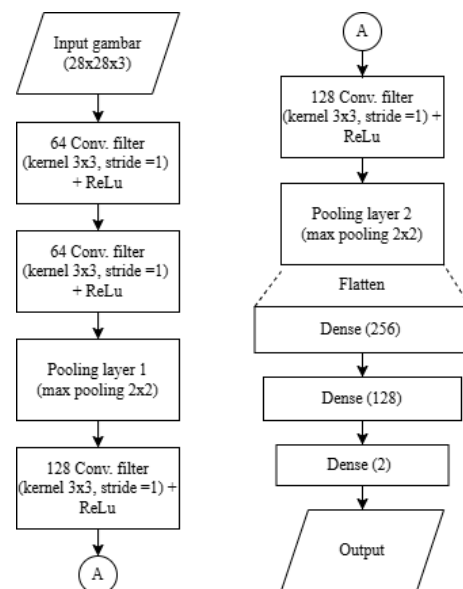 Input gambar
(28x28x3)
64 Conv. filter
(kernel 3x3, stride =1)
+ ReLu
64 Conv. filter
(kernel 3x3, stride =1)
+ ReLu
Pooling layer 1
(max pooling 2x2)
128 Conv. filter
(kernel 3x3, stride =1) +
ReLu
A
A
128 Conv. filter
(kernel 3x3, stride =1) +
ReLu
Pooling layer 2
(max pooling 2x2)
Flatten
Dense (256)
Dense (128)
Dense (2)
Output